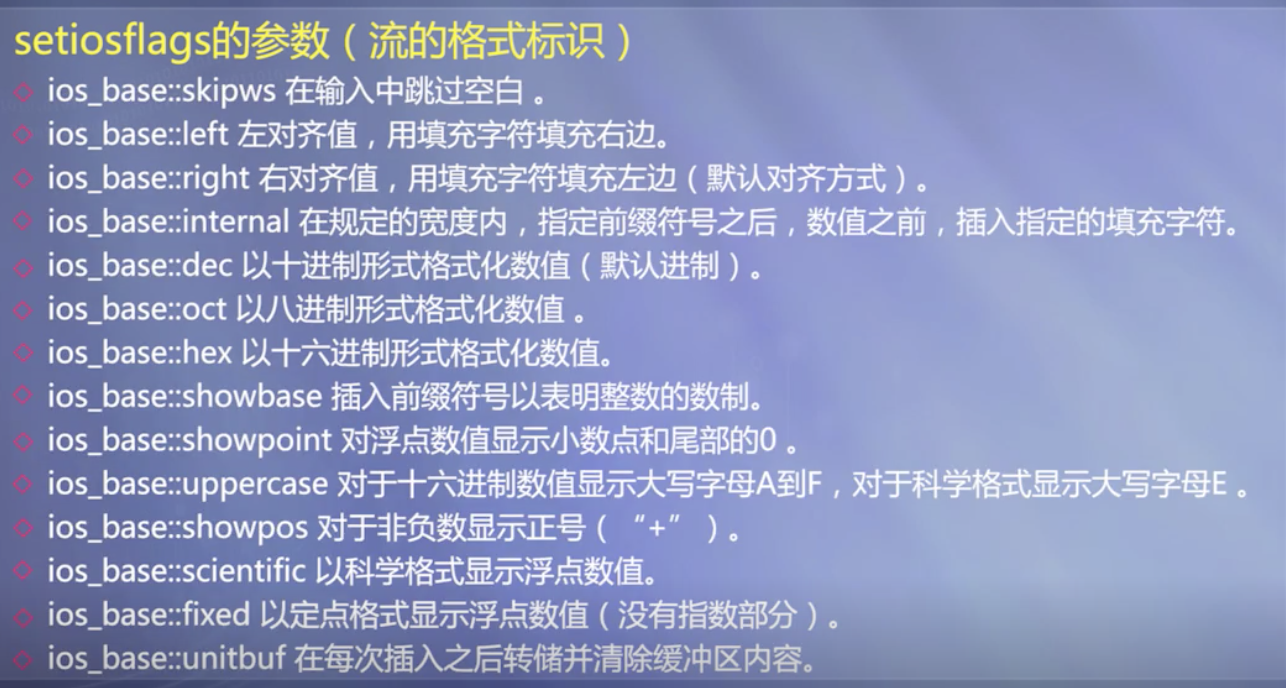 setiosflags的参数（流的格式标识）
ios_base::skipws 在输入中跳过空白 。
ios_base::left 左对齐值，用填充字符填充右边。
ios_base::right 右对齐值，用填充字符填充左边（默认对齐方式）。
ios_base::internal 在规定的宽度内，指定前缀符号之后，数值之前，插入指定的填充字符。
ios_base::dec 以十进制形式格式化数值（默认进制）。
ios_base::oct 以八进制形式格式化数值 。
ios_base::hex 以十六进制形式格式化数值。
ios_base::showbase 插入前缀符号以表明整数的数制。
ios_base::showpoint 对浮点数值显示小数点和尾部的0 。
ios_base::uppercase 对于十六进制数值显示大写字母A到F，对于科学格式显示大写字母E 。
ios_base::showpos 对于非负数显示正号（“+”）。
ios_base::scientific 以科学格式显示浮点数值。
ios_base::fixed 以定点格式显示浮点数值（没有指数部分）。
ios_base::unitbuf 在每次插入之后转储并清除缓冲区内容。